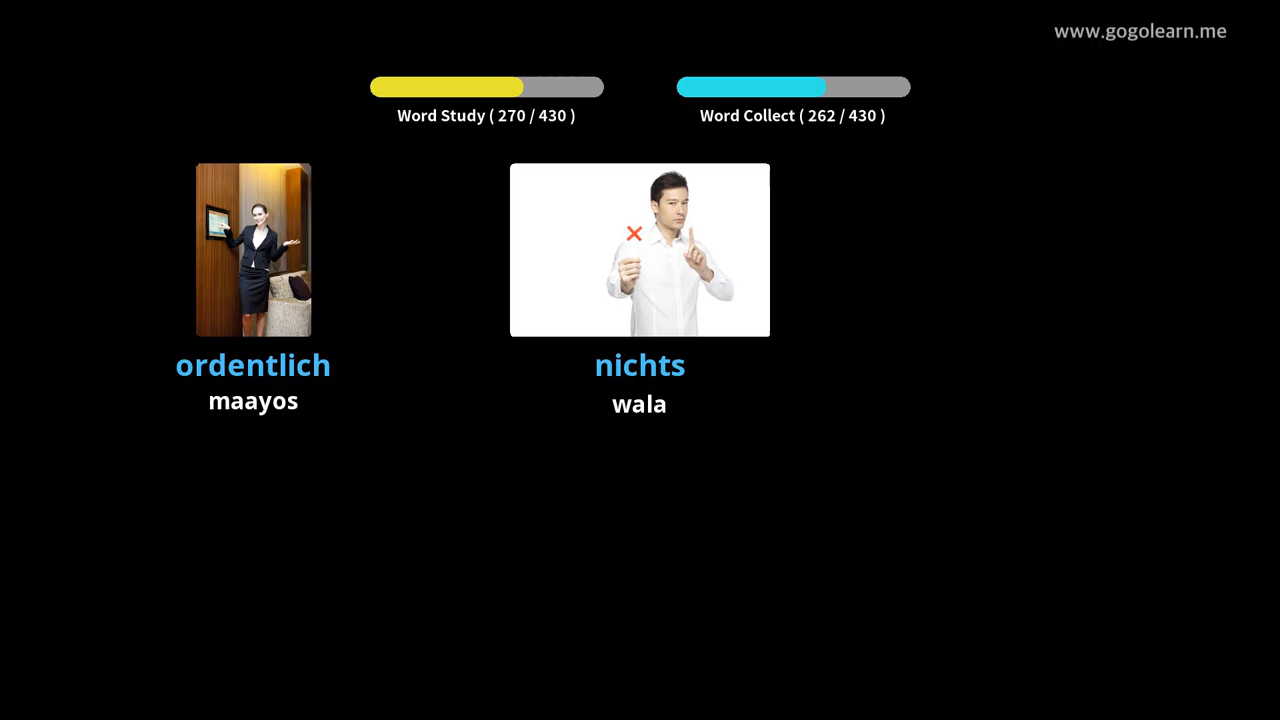 www.gogolearn.me
Word Study ( 270 / 430 )
Word Collect ( 262 / 430 )
ordentlich
maayos
nichts
wala